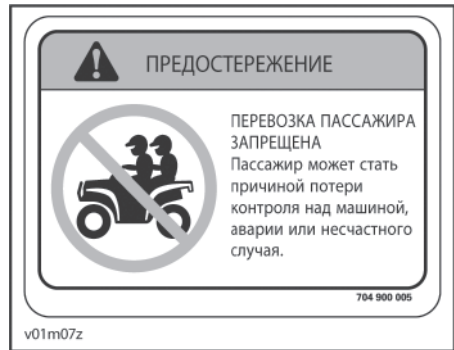 ПРЕДОСТЕРЕЖЕНИЕ
ПЕРЕВОЗКА ПАССАЖИРА
ЗАПРЕЩЕНА
Пассажир может стать
причиной потери
контроля над машиной,
аварии или несчастного
случая.
704 900 005
v01m07z